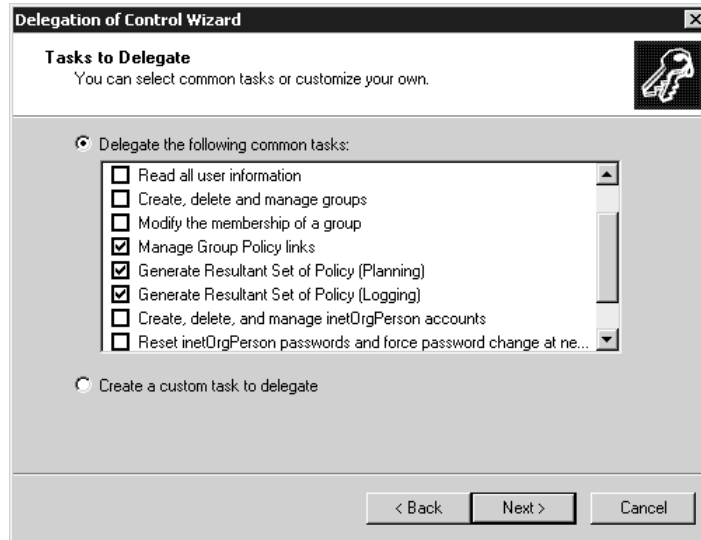 Delegation of Control Wizard
Tasks to Delegate
You can select common tasks or customize your own.
Delegate the following common tasks:
Read all user information
Create, delete and manage groups
Modify the membership of a group
Manage Group Policy links
Generate Resultant Set of Policy (Planning)
Generate Resultant Set of Policy (Logging)
Create, delete, and manage inetOrgPerson accounts
Reset inetOrgPerson passwords and force password change at ne...
Create a custom task to delegate
< Back Next > Cancel